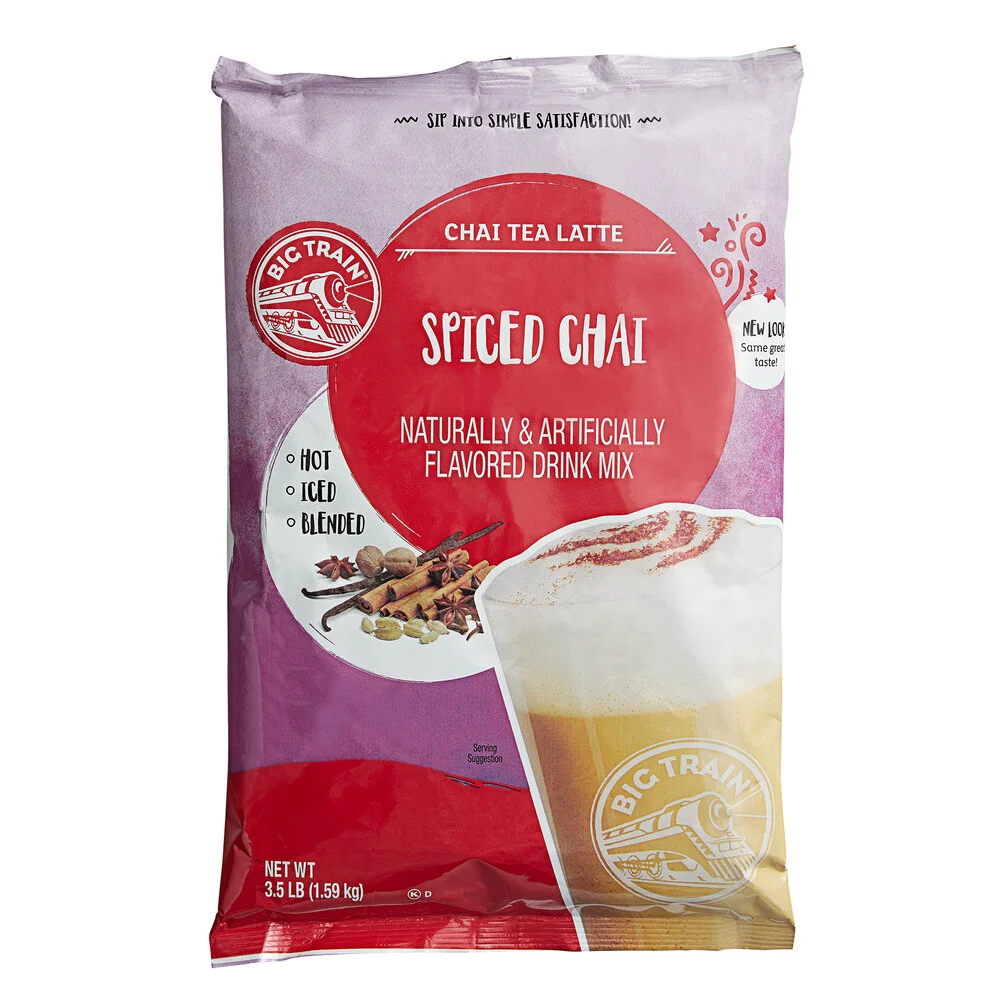 SIP INTO SIMPLE SATISFACTION!
CHAI TEA LATTE
BIG TRAIN®
SPICED CHAI
NEW LOOK
Same great
taste!
NATURALLY & ARTIFICIALLY
FLAVORED DRINK MIX
HOT
ICED
BLENDED
Serving
Suggestion
BIG TRAIN
NET WT
3.5 LB (1.59 kg)
K D